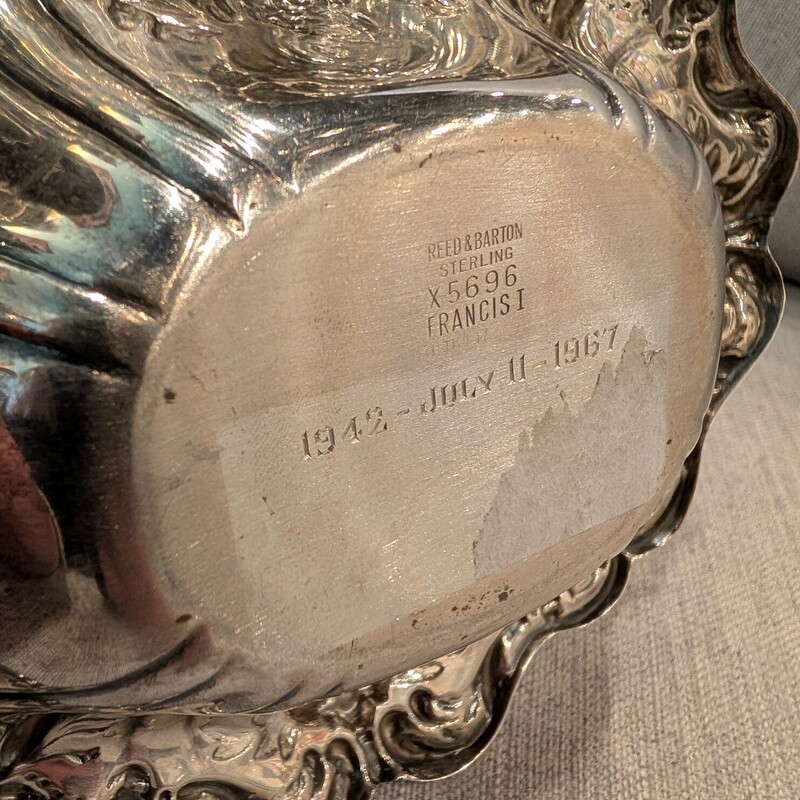 REED & BARTON
STERLING
X5696
FRANCIS I
1942 - JULY 11 - 1967